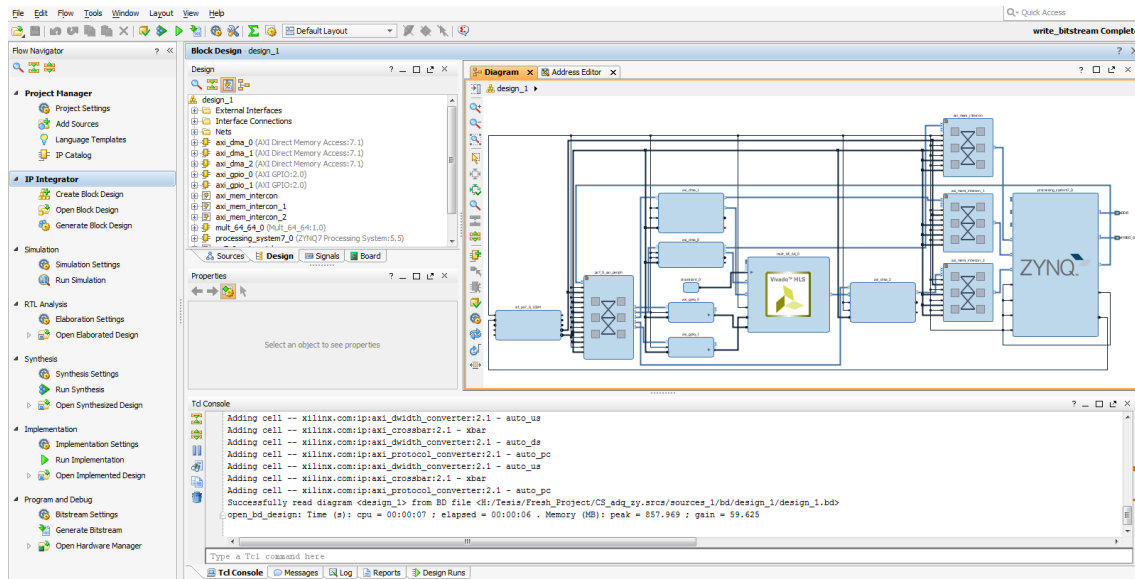 File Edit Flow Tools Window Layout View Help
Quick Access
Default Layout
write_bitstream Complete
Flow Navigator
Project Manager
Project Settings
Add Sources
Language Templates
IP Catalog
IP Integrator
Create Block Design
Open Block Design
Generate Block Design
Simulation
Simulation Settings
Run Simulation
RTL Analysis
Elaboration Settings
Open Elaborated Design
Synthesis
Synthesis Settings
Run Synthesis
Open Synthesized Design
Implementation
Implementation Settings
Run Implementation
Open Implemented Design
Program and Debug
Bitstream Settings
Generate Bitstream
Open Hardware Manager
Block Design - design_1
Design
design_1
External Interfaces
Interface Connections
Nets
axi_dma_0 (AXI Direct Memory Access:7.1)
axi_dma_1 (AXI Direct Memory Access:7.1)
axi_dma_2 (AXI Direct Memory Access:7.1)
axi_gpio_0 (AXI GPIO:2.0)
axi_gpio_1 (AXI GPIO:2.0)
axi_mem_intercon
axi_mem_intercon_1
axi_mem_intercon_2
mult_64_64_0 (Mult_64_64:1.0)
processing_system7_0 (ZYNQ7 Processing System:5.5)
Sources Design Signals Board
Properties
Select an object to see properties
Diagram Address Editor
design_1
axi_mem_intercon
axi_dma_1
axi_mem_intercon_1
processing_system7_0
axi_dma_0
Vivado™ HLS
axi_dma_2
axi_mem_intercon_2
ZYNQ
axi_gpio_0
axi_gpio_1
Tcl Console
Adding cell -- xilinx.com:ip:axi_dwidth_converter:2.1 - auto_us
Adding cell -- xilinx.com:ip:axi_crossbar:2.1 - xbar
Adding cell -- xilinx.com:ip:axi_dwidth_converter:2.1 - auto_ds
Adding cell -- xilinx.com:ip:axi_protocol_converter:2.1 - auto_pc
Adding cell -- xilinx.com:ip:axi_dwidth_converter:2.1 - auto_us
Adding cell -- xilinx.com:ip:axi_crossbar:2.1 - xbar
Adding cell -- xilinx.com:ip:axi_protocol_converter:2.1 - auto_pc
Successfully read diagram <design_1> from BD file <H:/Tesis/Fresh_Project/CS_adq_zy.srcs/sources_1/bd/design_1/design_1.bd>
open_bd_design: Time (s): cpu = 00:00:07 ; elapsed = 00:00:06 . Memory (MB): peak = 857.969 ; gain = 59.625
Type a Tcl command here
Tcl Console Messages Log Reports Design Runs